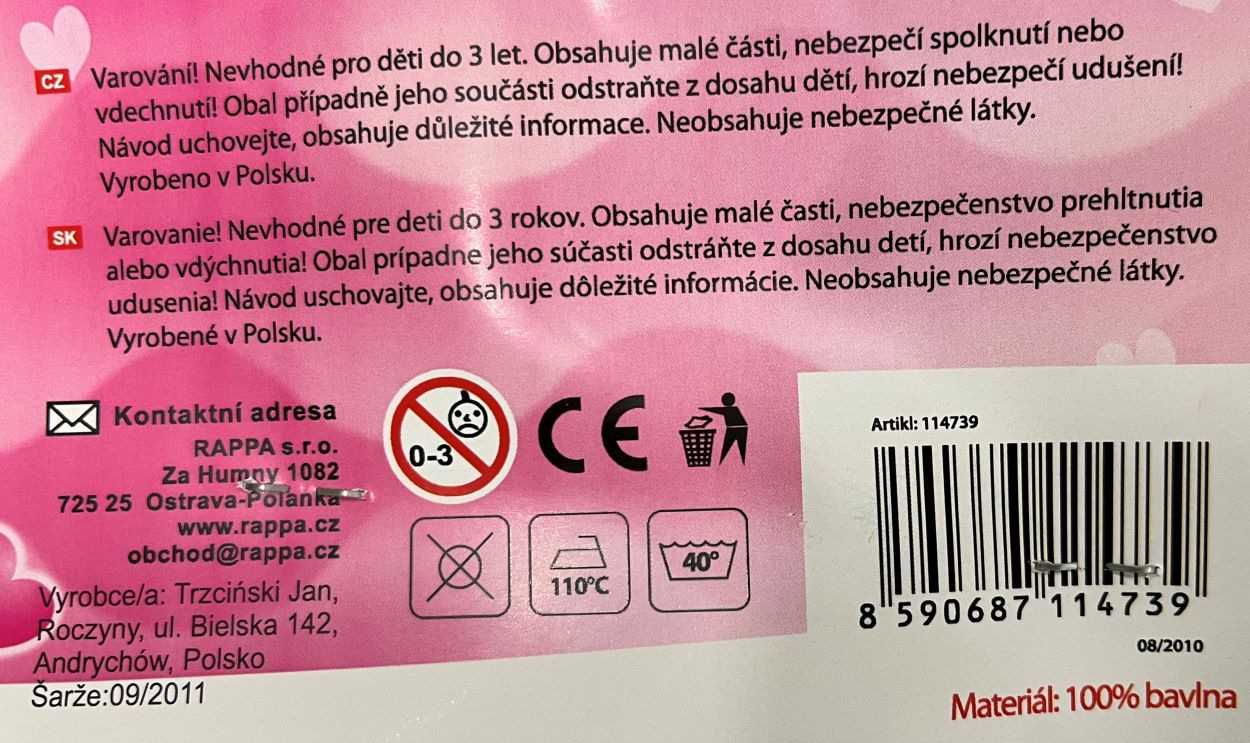 CZ Varování! Nevhodné pro děti do 3 let. Obsahuje malé části, nebezpečí spolknutí nebo
vdechnutí! Obal případně jeho součásti odstraňte z dosahu dětí, hrozí nebezpečí udušení!
Návod uchovejte, obsahuje důležité informace. Neobsahuje nebezpečné látky.
Vyrobeno v Polsku.
SK Varovanie! Nevhodné pre deti do 3 rokov. Obsahuje malé časti, nebezpečenstvo prehltnutia
alebo vdýchnutia! Obal prípadne jeho súčasti odstráňte z dosahu detí, hrozí nebezpečenstvo
udusenia! Návod uschovajte, obsahuje dôležité informácie. Neobsahuje nebezpečné látky.
Vyrobené v Polsku.
Kontaktní adresa
RAPPA s.r.o.
Za Humny 1082
725 25 Ostrava-Polanka
www.rappa.cz
obchod@rappa.cz
Vyrobce/a: Trzciński Jan,
Roczyny, ul. Bielska 142,
Andrychów, Polsko
Šarže:09/2011
0-3
CE
110°C
40°
Artikl: 114739
8 590687 114739
08/2010
Materiál: 100% bavlna